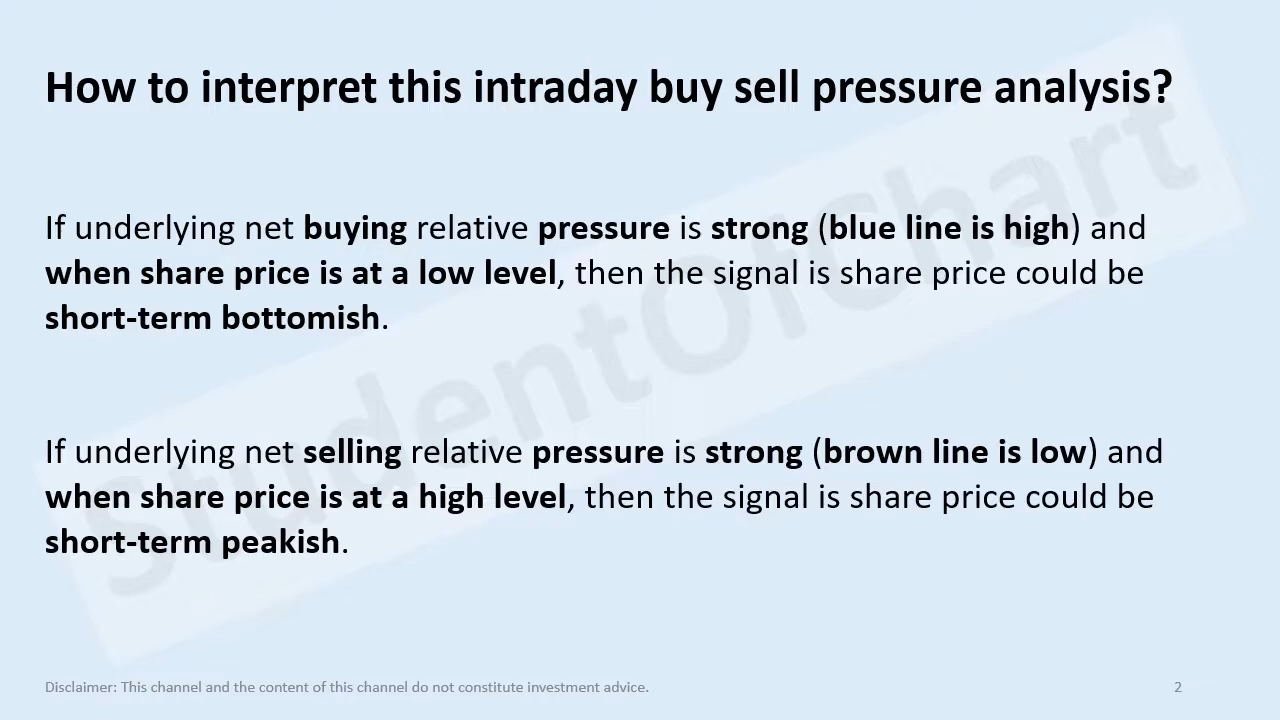 How to interpret this intraday buy sell pressure analysis?
If underlying net buying relative pressure is strong (blue line is high) and
when share price is at a low level, then the signal is share price could be
short-term bottomish.
If underlying net selling relative pressure is strong (brown line is low) and
when share price is at a high level, then the signal is share price could be
short-term peakish.
StudentOfChart
Disclaimer: This channel and the content of this channel do not constitute investment advice.
2